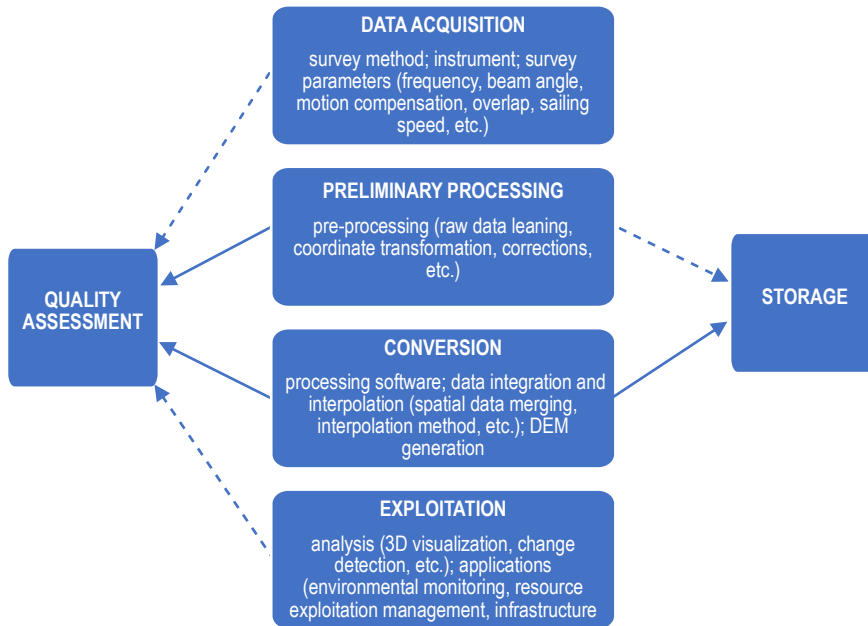 DATA ACQUISITION
survey method; instrument; survey
parameters (frequency, beam angle,
motion compensation, overlap, sailing
speed, etc.)
PRELIMINARY PROCESSING
pre-processing (raw data leaning,
coordinate transformation, corrections,
etc.)
QUALITY
ASSESSMENT
STORAGE
CONVERSION
processing software; data integration and
interpolation (spatial data merging,
interpolation method, etc.); DEM
generation
EXPLOITATION
analysis (3D visualization, change
detection, etc.); applications
(environmental monitoring, resource
exploitation management, infrastructure